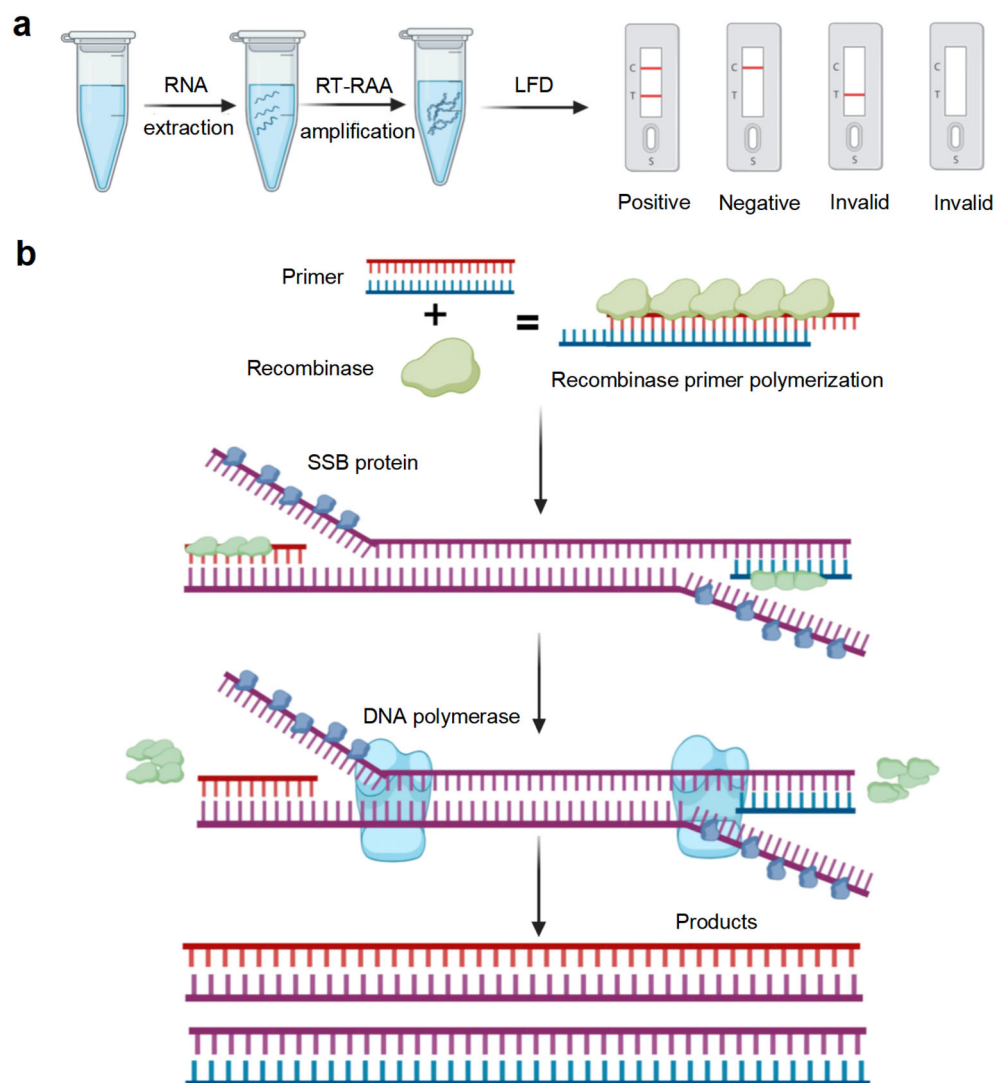 a
RNA
extraction
RT-RAA
amplification
LFD
C
T
S
C
T
S
C
T
S
C
T
S
Positive
Negative
Invalid
Invalid
b
Primer
+
=
Recombinase
Recombinase primer polymerization
SSB protein
DNA polymerase
Products